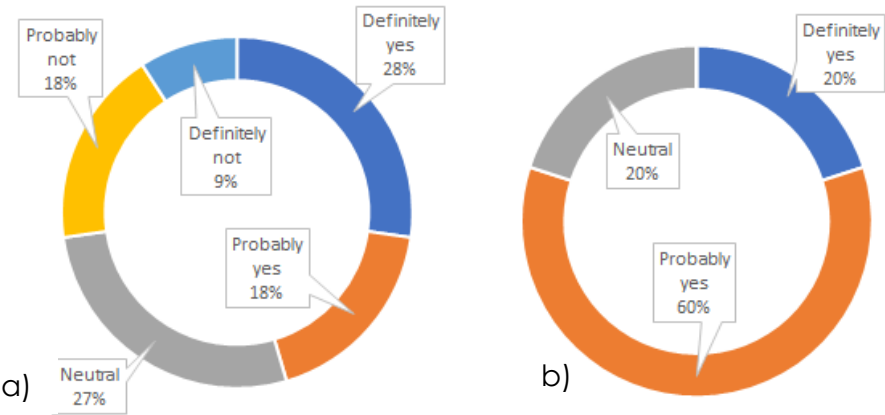 Definitely
yes
28%
Probably
yes
18%
Neutral
27%
Probably
not
18%
Definitely
not
9%
a)
Definitely
yes
20%
Probably
yes
60%
Neutral
20%
b)